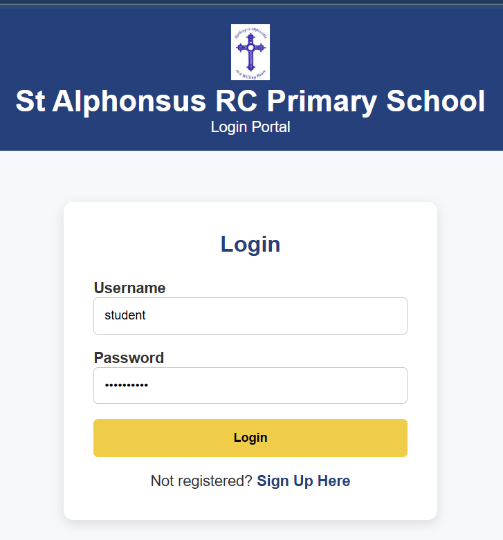 St Alphonsus RC Primary School
Login Portal
Login
Username
student
Password
••••••••••
Login
Not registered? Sign Up Here